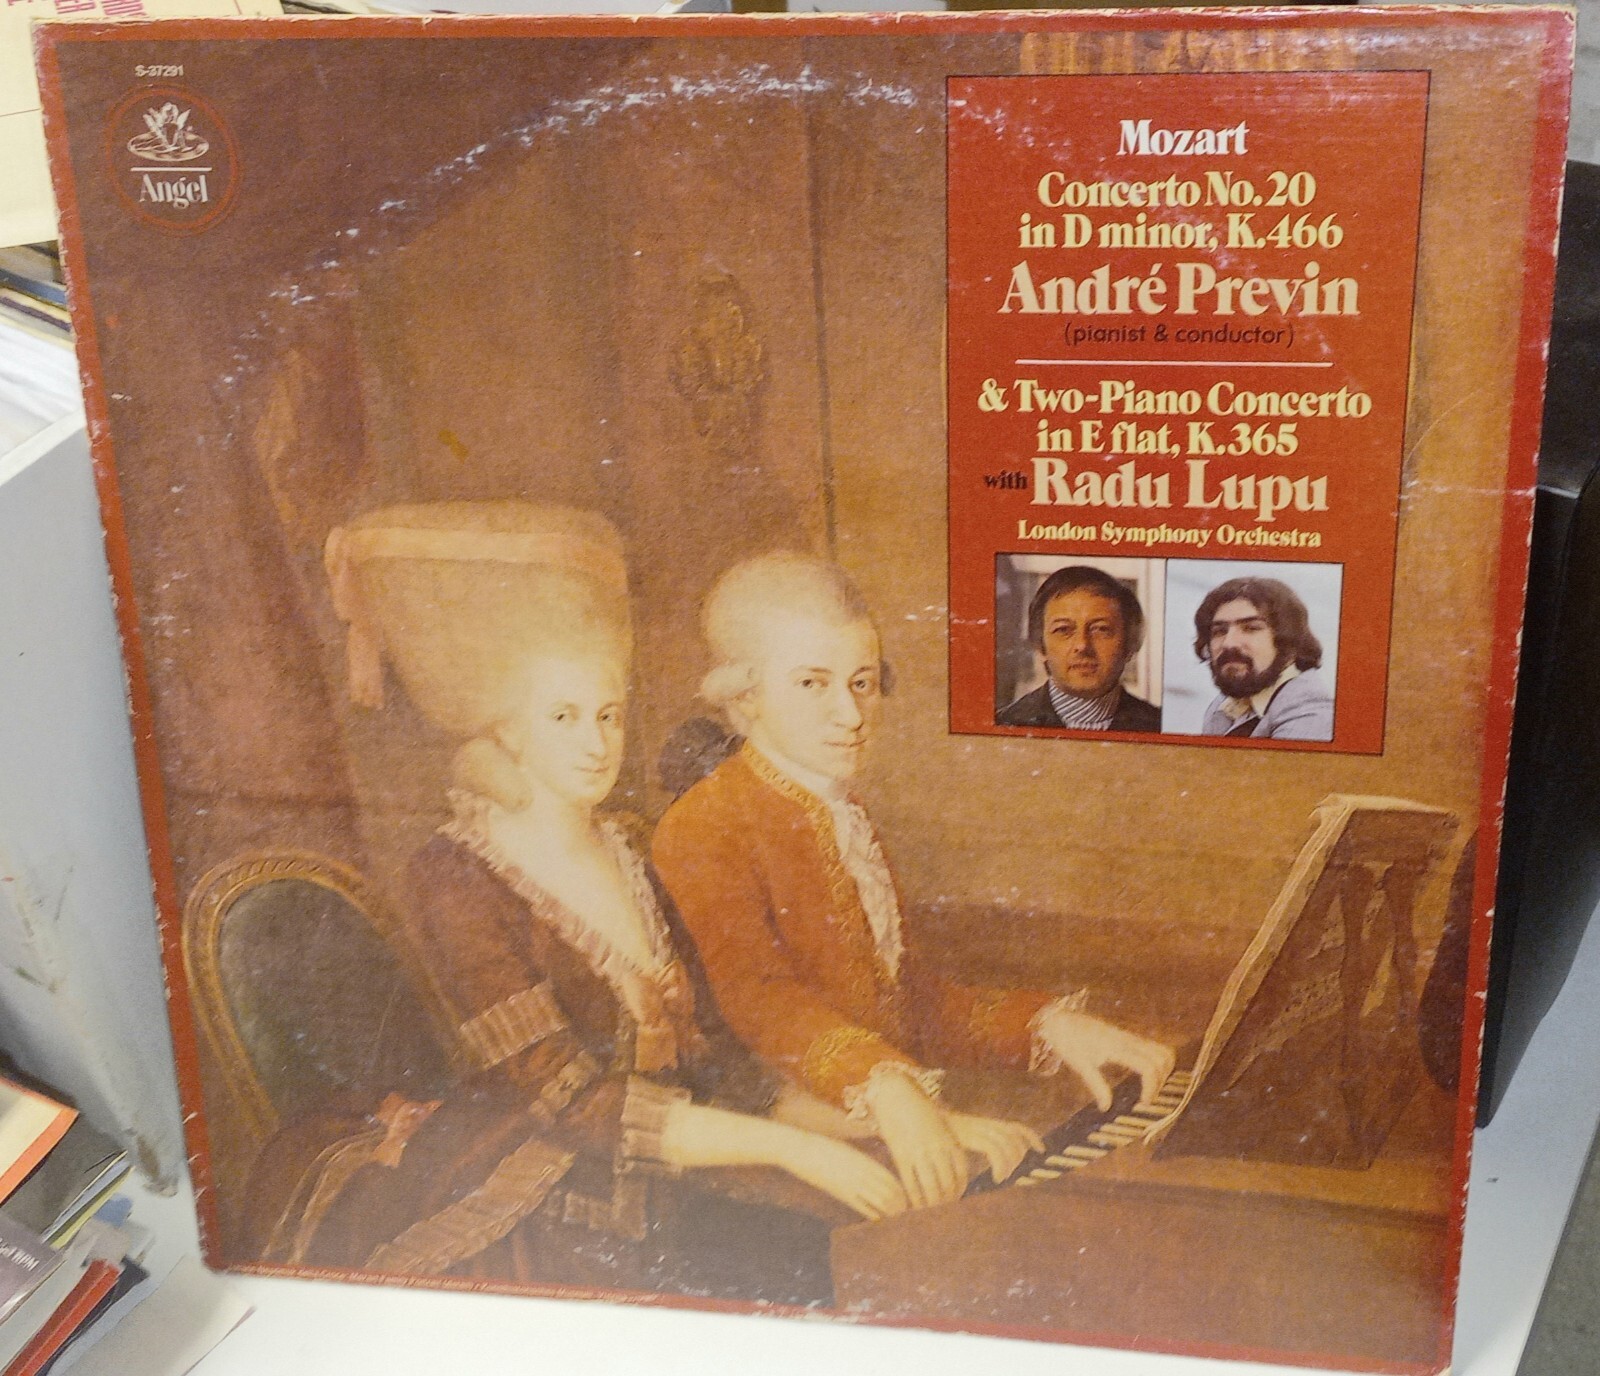 S-37291
Angel
Mozart
Concerto No. 20
in D minor, K.466
André Previn
(pianist & conductor)
& Two-Piano Concerto
in E flat, K.365
with Radu Lupu
London Symphony Orchestra